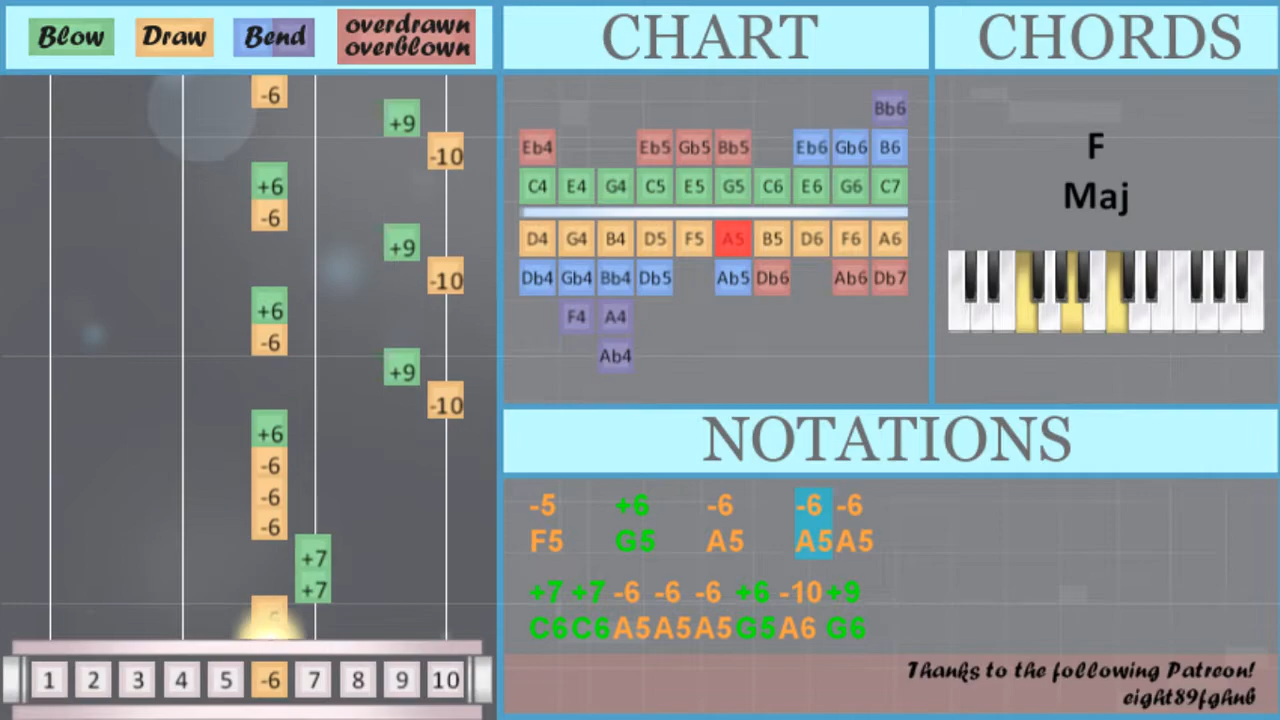 Blow Draw Bend overdrawn overblown
CHART
CHORDS
-6
+9
-10
+6
-6
+9
-10
+6
-6
+9
-10
+6
-6
-6
-6
+7
+7
1 2 3 4 5 -6 7 8 9 10
Bb6
Eb4 Eb5 Gb5 Bb5 Eb6 Gb6 B6
C4 E4 G4 C5 E5 G5 C6 E6 G6 C7
D4 G4 B4 D5 F5 A5 B5 D6 F6 A6
Db4 Gb4 Bb4 Db5 Ab5 Db6 Ab6 Db7
F4 A4
Ab4
F
Maj
NOTATIONS
-5 +6 -6 -6 -6
F5 G5 A5 A5 A5
+7 +7 -6 -6 -6 +6 -10 +9
C6 C6 A5 A5 A5 G5 A6 G6
Thanks to the following Patreon!
eight89fghnb